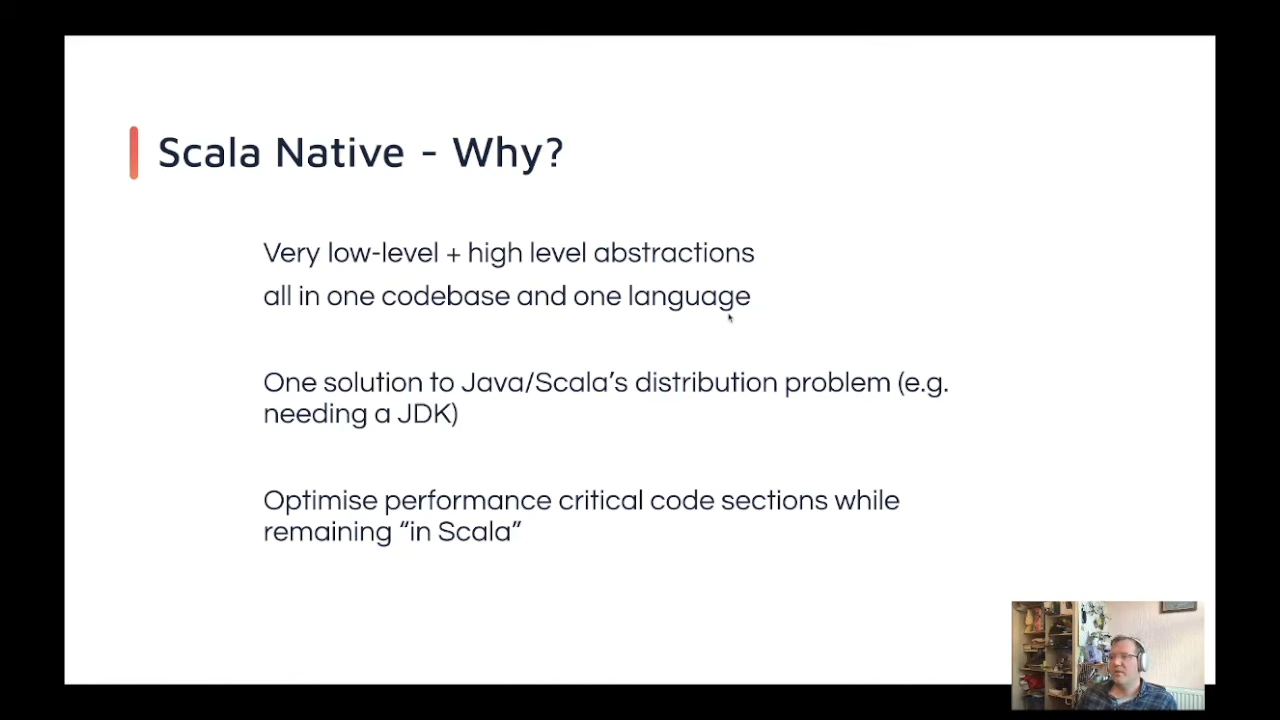 Scala Native - Why?
Very low-level + high level abstractions
all in one codebase and one language
One solution to Java/Scala’s distribution problem (e.g.
needing a JDK)
Optimise performance critical code sections while
remaining “in Scala”